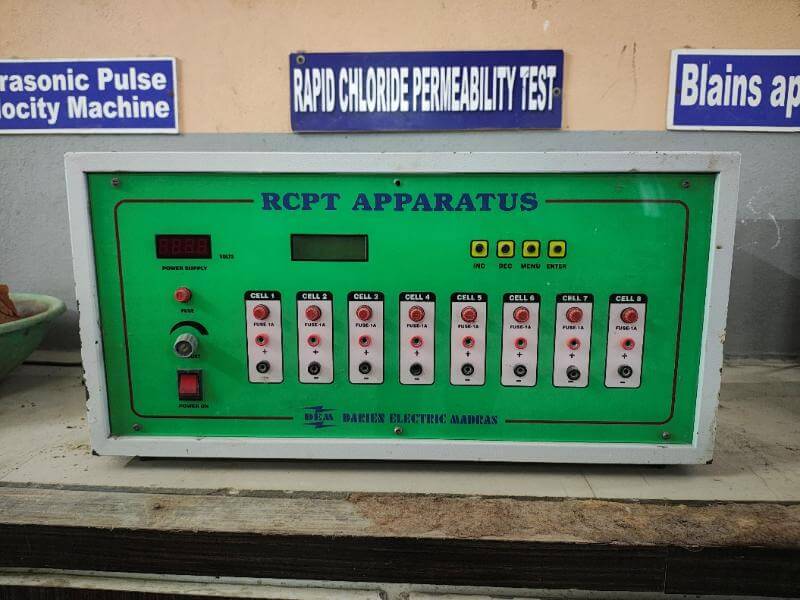 rasonic Pulse
locity Machine
RAPID CHLORIDE PERMEABILITY TEST
Blains ap
RCPT APPARATUS
VOLTS
POWER SUPPLY
INC DEC MENU ENTER
FUSE
CELL 1 CELL 2 CELL 3 CELL 4 CELL 5 CELL 6 CELL 7 CELL 8
FUSE-1A FUSE-1A FUSE-1A FUSE-1A FUSE-1A FUSE-1A FUSE-1A FUSE-1A
+ + + + + + + +
- - - - - - - -
POWER ON
DEM DARIEN ELECTRIC MADRAS